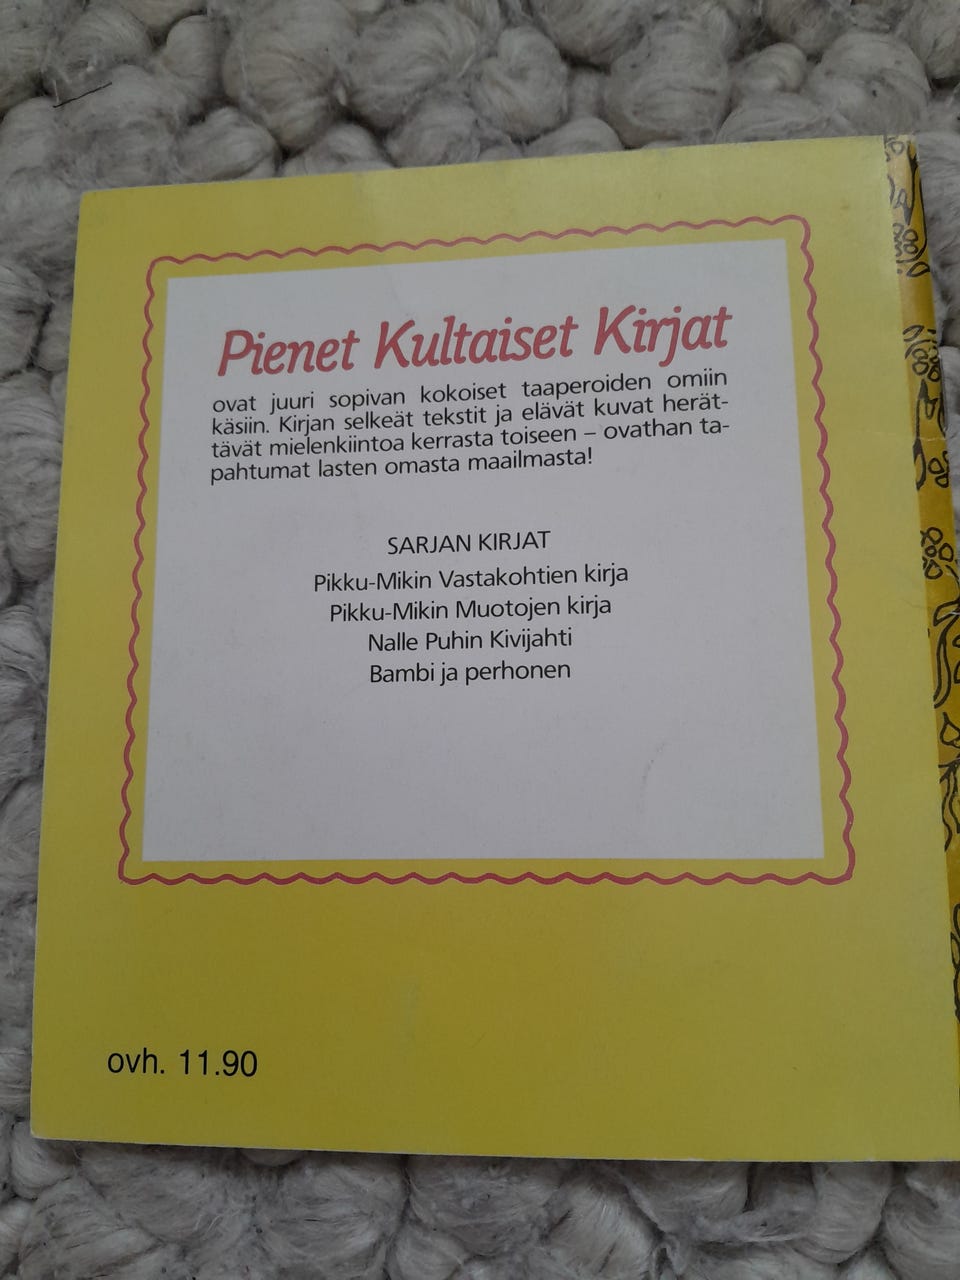 Pienet Kultaiset Kirjat
ovat juuri sopivan kokoiset taaperoiden omiin
käsiin. Kirjan selkeät tekstit ja elävät kuvat herät-
tävät mielenkiintoa kerrasta toiseen – ovathan ta-
pahtumat lasten omasta maailmasta!
SARJAN KIRJAT
Pikku-Mikin Vastakohtien kirja
Pikku-Mikin Muotojen kirja
Nalle Puhin Kivijahti
Bambi ja perhonen
ovh. 11.90